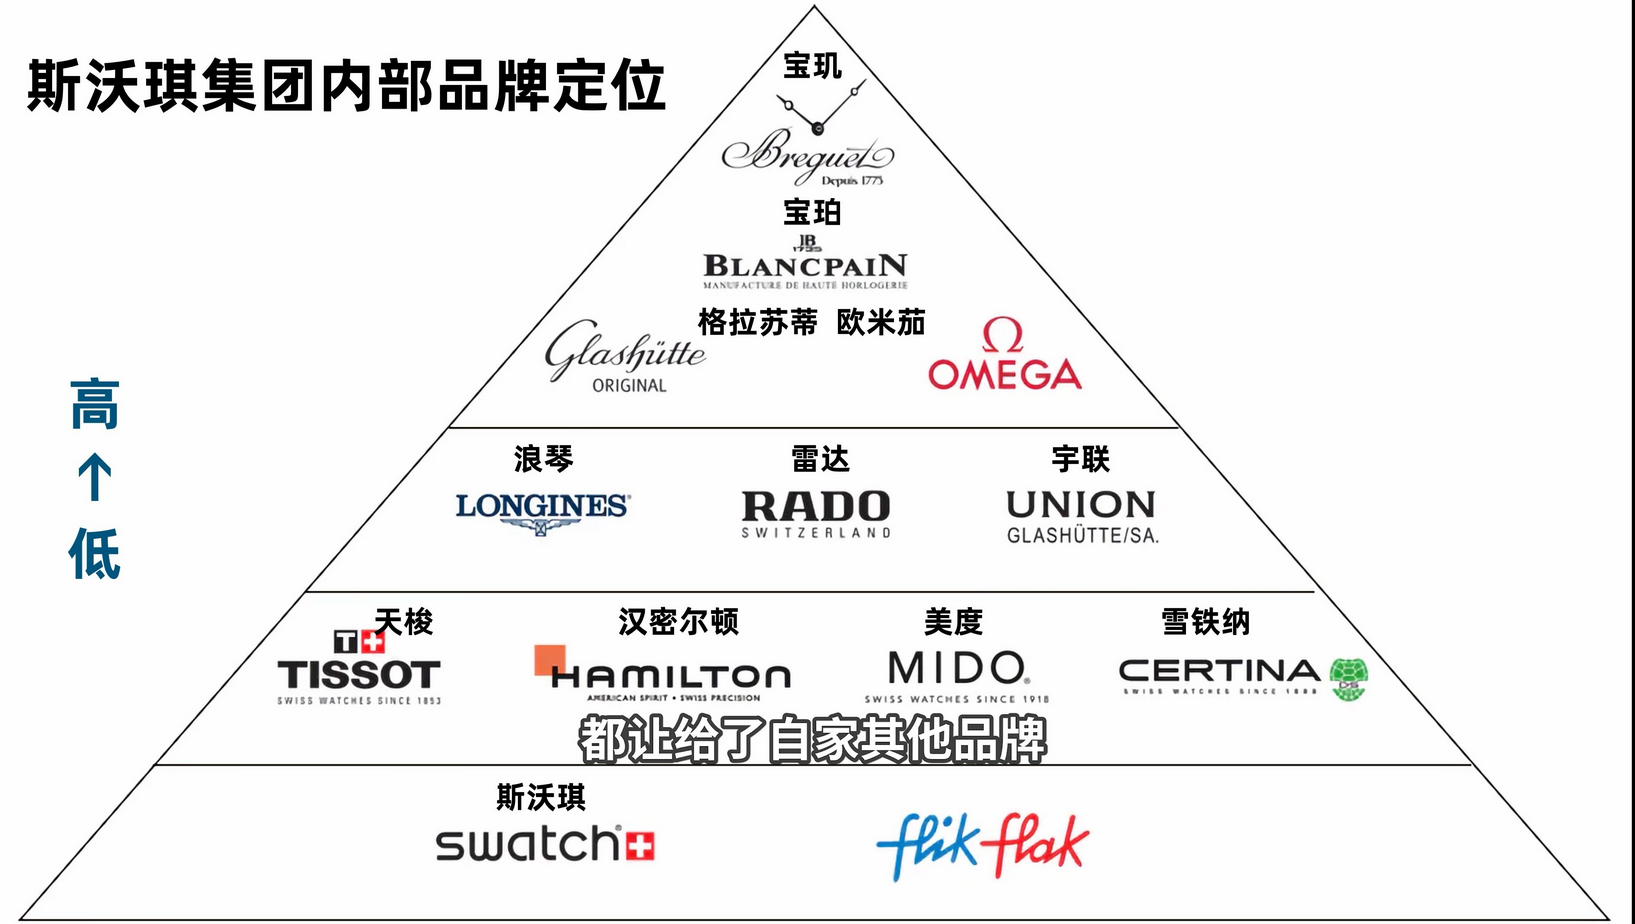 斯沃琪集团内部品牌定位
宝玑
Breguet
Depuis 1775
宝珀
JB
1735
BLANCPAIN
MANUFACTURE DE HAUTE HORLOGERIE
格拉苏蒂 欧米茄
Glashütte
ORIGINAL
Ω
OMEGA
高
↑
低
浪琴 雷达 宇联
LONGINES
RADO
SWITZERLAND
UNION
GLASHÜTTE/SA.
天梭 汉密尔顿 美度 雪铁纳
T+
TISSOT
SWISS WATCHES SINCE 1853
HAMILTON
AMERICAN SPIRIT • SWISS PRECISION
MIDO
SWISS WATCHES SINCE 1918
CERTINA
SWISS WATCHES SINCE 1888
DS
都让给了自家其他品牌
斯沃琪
swatch
flik flak